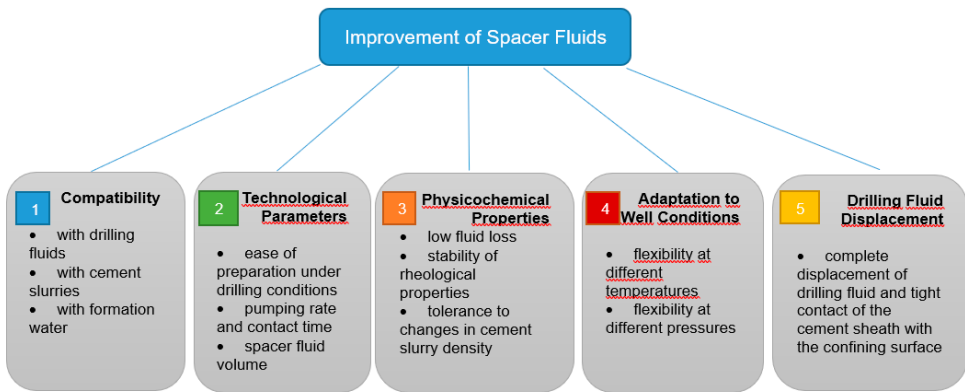 Improvement of Spacer Fluids
1
Compatibility
• with drilling
fluids
• with cement
slurries
• with formation
water
2
Technological
Parameters
• ease of
preparation under
drilling conditions
• pumping rate
and contact time
• spacer fluid
volume
3
Physicochemical
Properties
• low fluid loss
• stability of
rheological
properties
• tolerance to
changes in cement
slurry density
4
Adaptation to
Well Conditions
• flexibility at
different
temperatures
• flexibility at
different pressures
5
Drilling Fluid
Displacement
• complete
displacement of
drilling fluid and tight
contact of the
cement sheath with
the confining surface